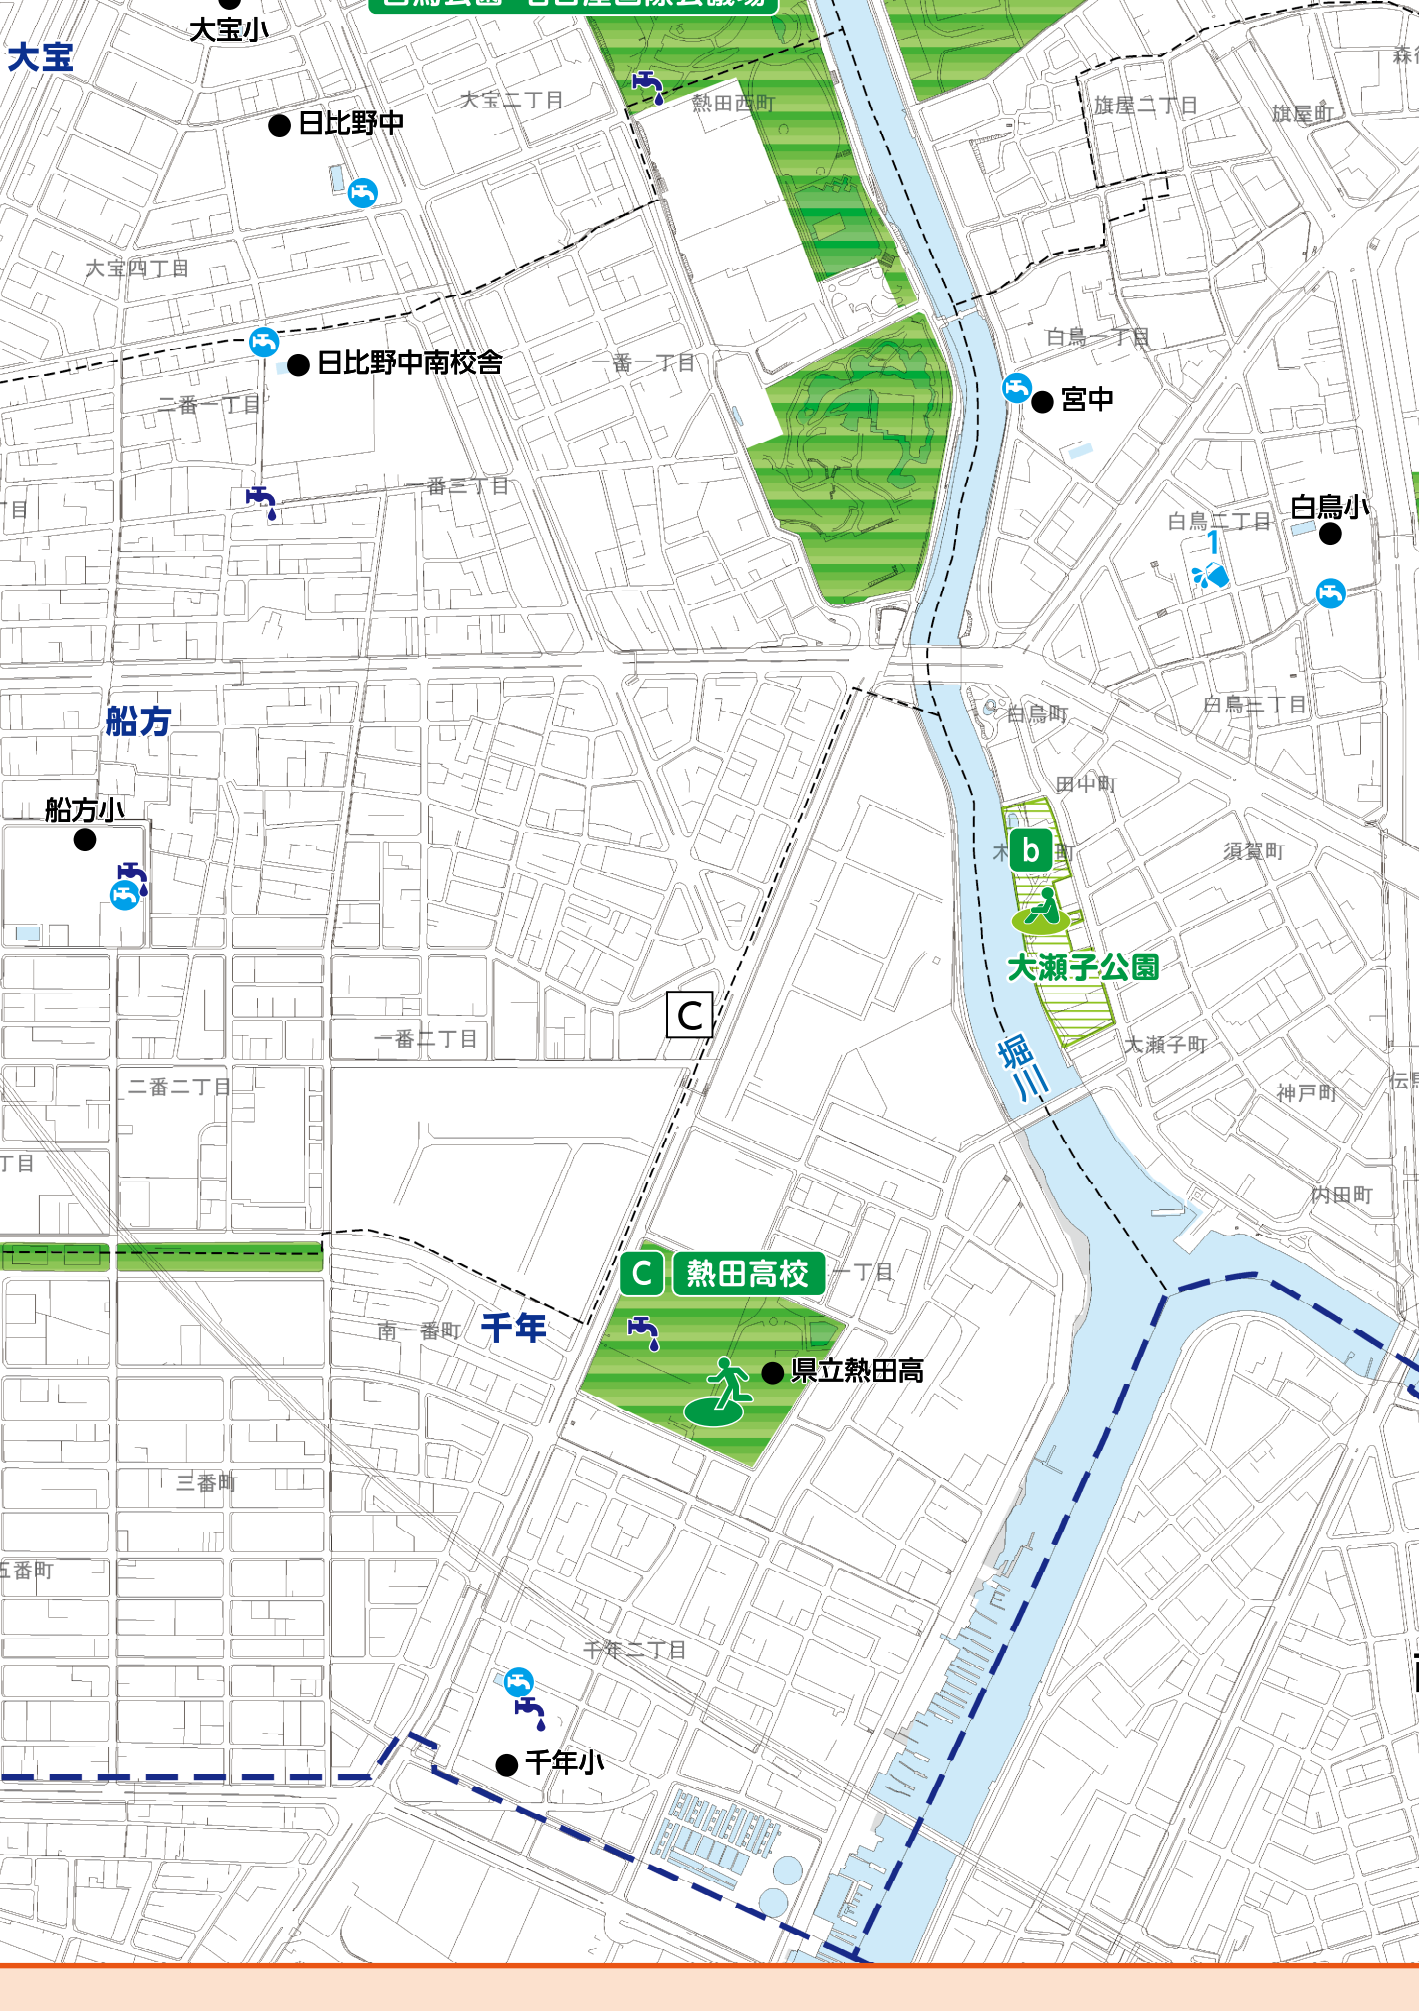 大宝小
大宝
大宝二丁目
日比野中
熱田西町
旗屋二丁目
旗屋町
大宝四丁目
日比野中南校舎
二番一丁目
白鳥一丁目
宮中
一番三丁目
丁目
白鳥二丁目
白鳥小
1
船方
白鳥町
白鳥三丁目
田中町
船方小
b
須賀町
大瀬子公園
C
一番二丁目
堀川
大瀬子町
二番二丁目
神戸町
丁目
内田町
C 熱田高校
一丁目
千年
県立熱田高
三番町
五番町
千年二丁目
千年小